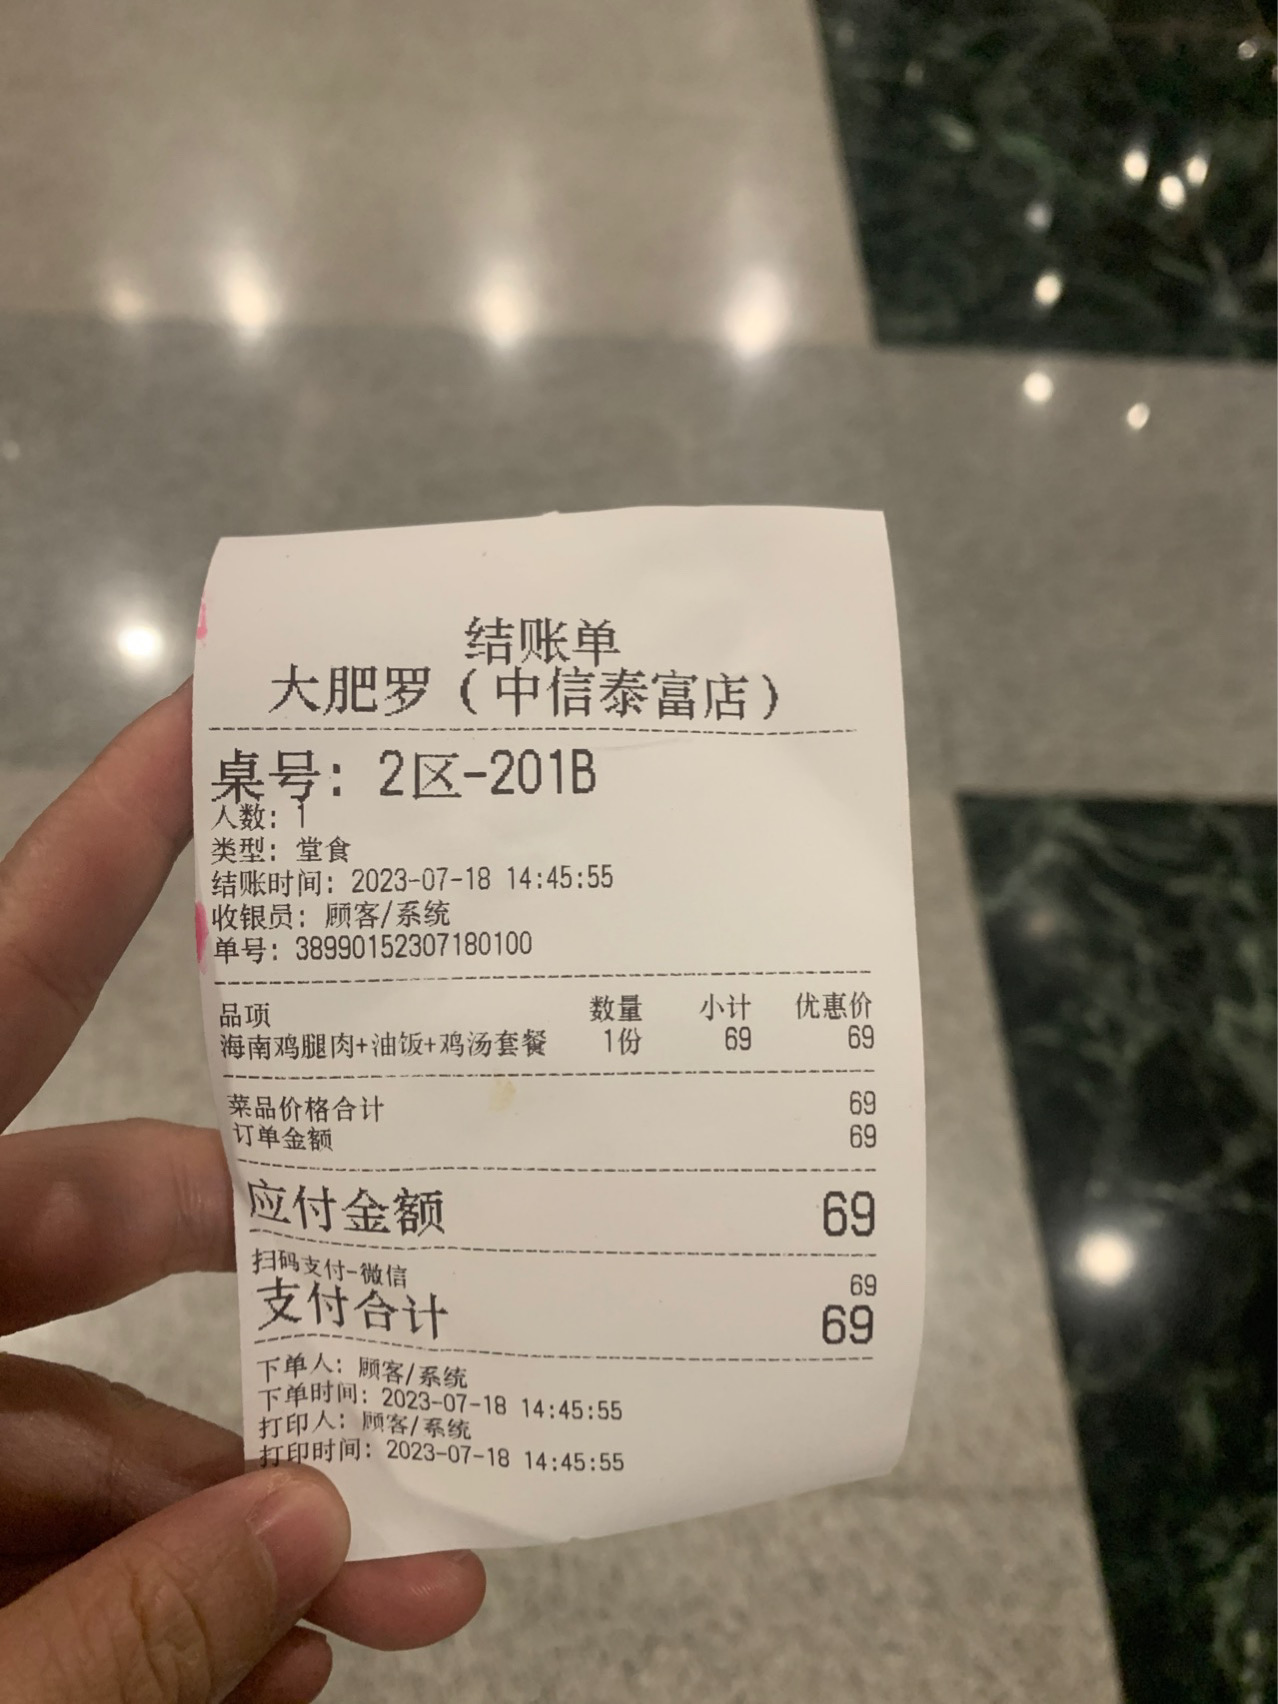 结账单
大肥罗(中信泰富店)
桌号: 2区-201B
人数: 1
类型: 堂食
结账时间: 2023-07-18 14:45:55
收银员: 顾客/系统
单号: 38990152307180100
品项 数量 小计 优惠价
海南鸡腿肉+油饭+鸡汤套餐 1份 69 69
菜品价格合计 69
订单金额 69
应付金额 69
扫码支付-微信 69
支付合计 69
下单人: 顾客/系统
下单时间: 2023-07-18 14:45:55
打印人: 顾客/系统
打印时间: 2023-07-18 14:45:55